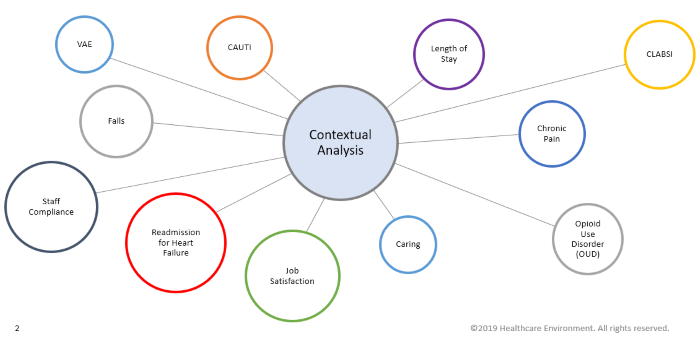 VAE
CAUTI
Length of
Stay
CLABSI
Falls
Contextual
Analysis
Chronic
Pain
Staff
Compliance
Readmission
for Heart
Failure
Job
Satisfaction
Caring
Opioid
Use
Disorder
(OUD)
2
©2019 Healthcare Environment. All rights reserved.